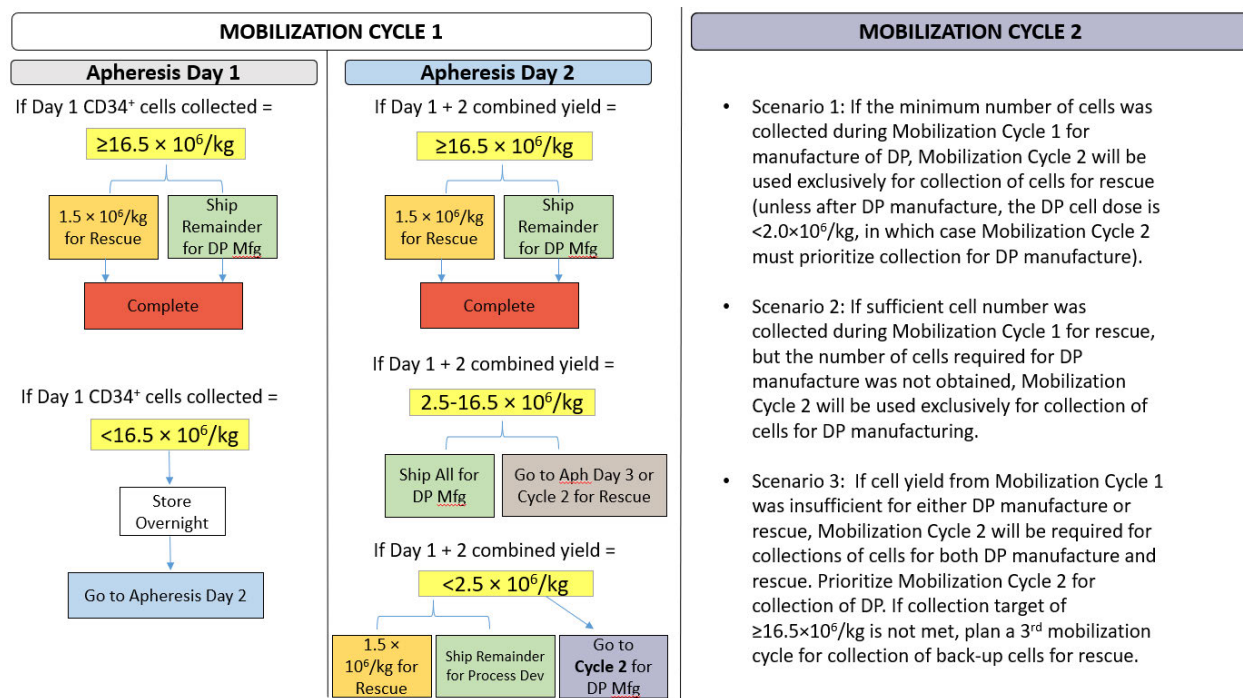 MOBILIZATION CYCLE 1
Apheresis Day 1
If Day 1 CD34⁺ cells collected =
≥16.5 × 10⁶/kg
1.5 × 10⁶/kg
for Rescue
Ship
Remainder
for DP Mfg
Complete
If Day 1 CD34⁺ cells collected =
<16.5 × 10⁶/kg
Store
Overnight
Go to Apheresis Day 2
Apheresis Day 2
If Day 1 + 2 combined yield =
≥16.5 × 10⁶/kg
1.5 × 10⁶/kg
for Rescue
Ship
Remainder
for DP Mfg
Complete
If Day 1 + 2 combined yield =
2.5-16.5 × 10⁶/kg
Ship All for
DP Mfg
Go to Aph Day 3 or
Cycle 2 for Rescue
If Day 1 + 2 combined yield =
<2.5 × 10⁶/kg
1.5 ×
10⁶/kg for
Rescue
Ship Remainder
for Process Dev
Go to
Cycle 2 for
DP Mfg
MOBILIZATION CYCLE 2
• Scenario 1: If the minimum number of cells was
collected during Mobilization Cycle 1 for
manufacture of DP, Mobilization Cycle 2 will be
used exclusively for collection of cells for rescue
(unless after DP manufacture, the DP cell dose is
<2.0×10⁶/kg, in which case Mobilization Cycle 2
must prioritize collection for DP manufacture).
• Scenario 2: If sufficient cell number was
collected during Mobilization Cycle 1 for rescue,
but the number of cells required for DP
manufacture was not obtained, Mobilization
Cycle 2 will be used exclusively for collection of
cells for DP manufacturing.
• Scenario 3: If cell yield from Mobilization Cycle 1
was insufficient for either DP manufacture or
rescue, Mobilization Cycle 2 will be required for
collections of cells for both DP manufacture and
rescue. Prioritize Mobilization Cycle 2 for
collection of DP. If collection target of
≥16.5×10⁶/kg is not met, plan a 3ʳᵈ mobilization
cycle for collection of back-up cells for rescue.